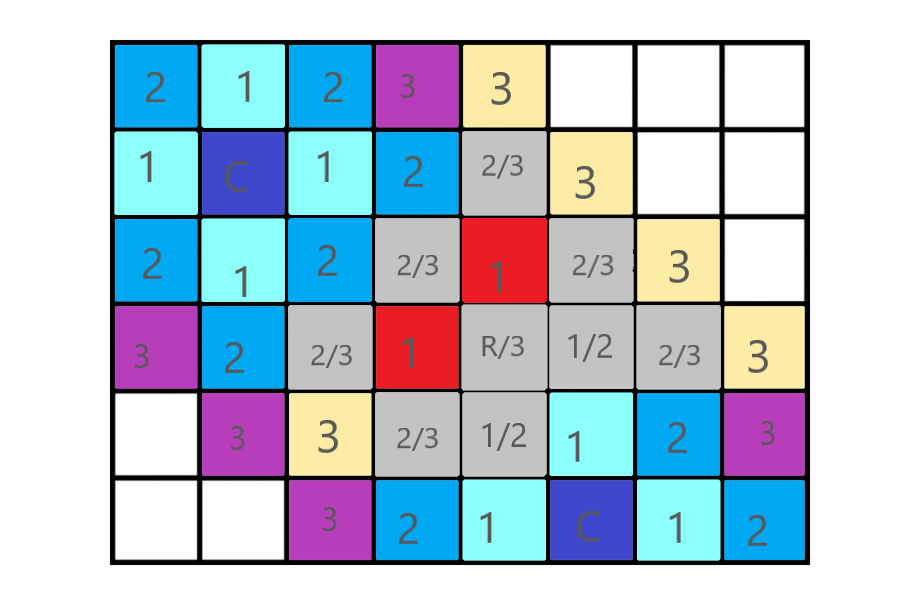 2 1 2 3 3
1 C 1 2 2/3 3
2 1 2 2/3 1 2/3 3
3 2 2/3 1 R/3 1/2 2/3 3
3 3 2/3 1/2 1 2 3
3 2 1 C 1 2